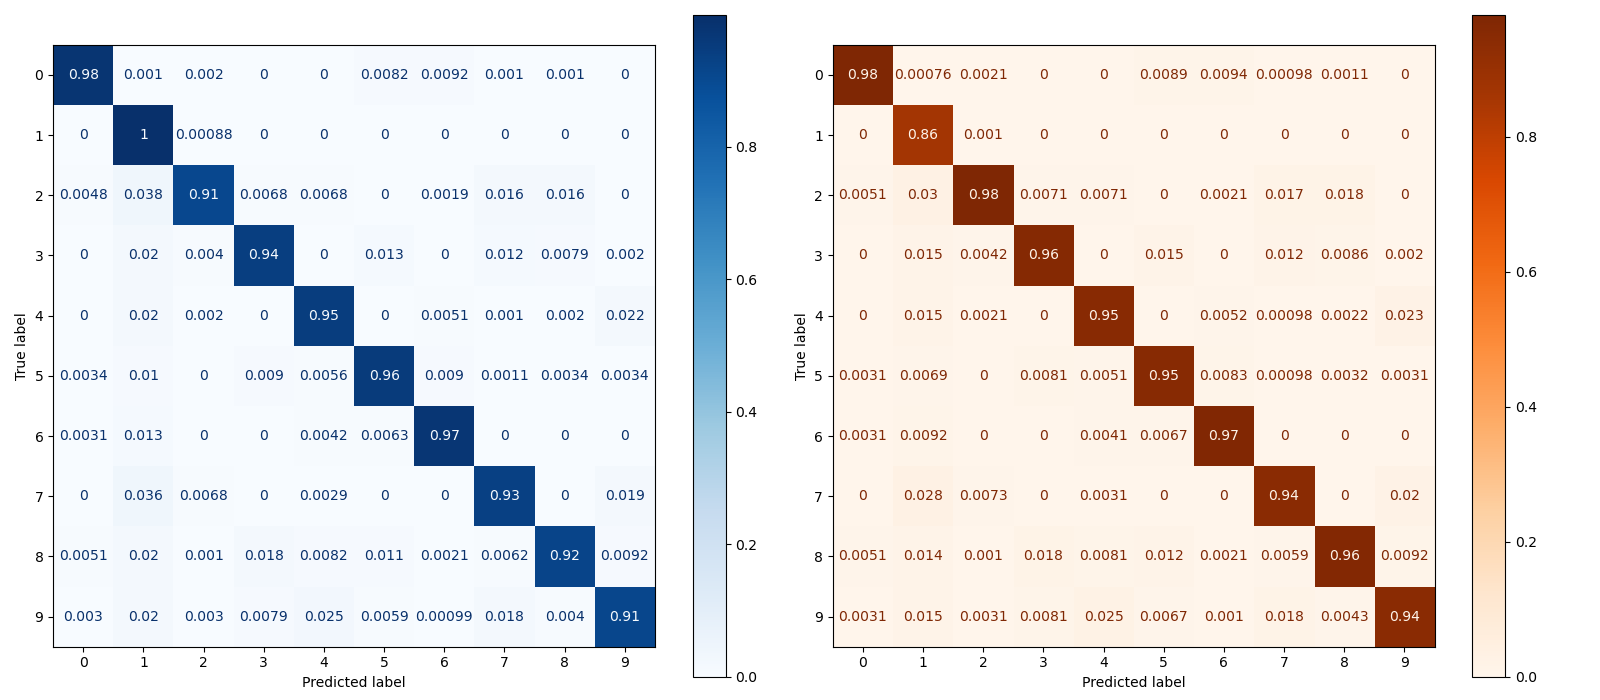 0 0.98 0.001 0.002 0 0 0.0082 0.0092 0.001 0.001 0
1 0 1 0.00088 0 0 0 0 0 0 0
2 0.0048 0.038 0.91 0.0068 0.0068 0 0.0019 0.016 0.016 0
3 0 0.02 0.004 0.94 0 0.013 0 0.012 0.0079 0.002
4 0 0.02 0.002 0 0.95 0 0.0051 0.001 0.002 0.022
5 0.0034 0.01 0 0.009 0.0056 0.96 0.009 0.0011 0.0034 0.0034
6 0.0031 0.013 0 0 0.0042 0.0063 0.97 0 0 0
7 0 0.036 0.0068 0 0.0029 0 0 0.93 0 0.019
8 0.0051 0.02 0.001 0.018 0.0082 0.011 0.0021 0.0062 0.92 0.0092
9 0.003 0.02 0.003 0.0079 0.025 0.0059 0.00099 0.018 0.004 0.91
0 1 2 3 4 5 6 7 8 9
Predicted label
True label
0.8
0.6
0.4
0.2
0.0
0 0.98 0.00076 0.0021 0 0 0.0089 0.0094 0.00098 0.0011 0
1 0 0.86 0.001 0 0 0 0 0 0 0
2 0.0051 0.03 0.98 0.0071 0.0071 0 0.0021 0.017 0.018 0
3 0 0.015 0.0042 0.96 0 0.015 0 0.012 0.0086 0.002
4 0 0.015 0.0021 0 0.95 0 0.0052 0.00098 0.0022 0.023
5 0.0031 0.0069 0 0.0081 0.0051 0.95 0.0083 0.00098 0.0032 0.0031
6 0.0031 0.0092 0 0 0.0041 0.0067 0.97 0 0 0
7 0 0.028 0.0073 0 0.0031 0 0 0.94 0 0.02
8 0.0051 0.014 0.001 0.018 0.0081 0.012 0.0021 0.0059 0.96 0.0092
9 0.0031 0.015 0.0031 0.0081 0.025 0.0067 0.001 0.018 0.0043 0.94
0 1 2 3 4 5 6 7 8 9
Predicted label
True label
0.8
0.6
0.4
0.2
0.0